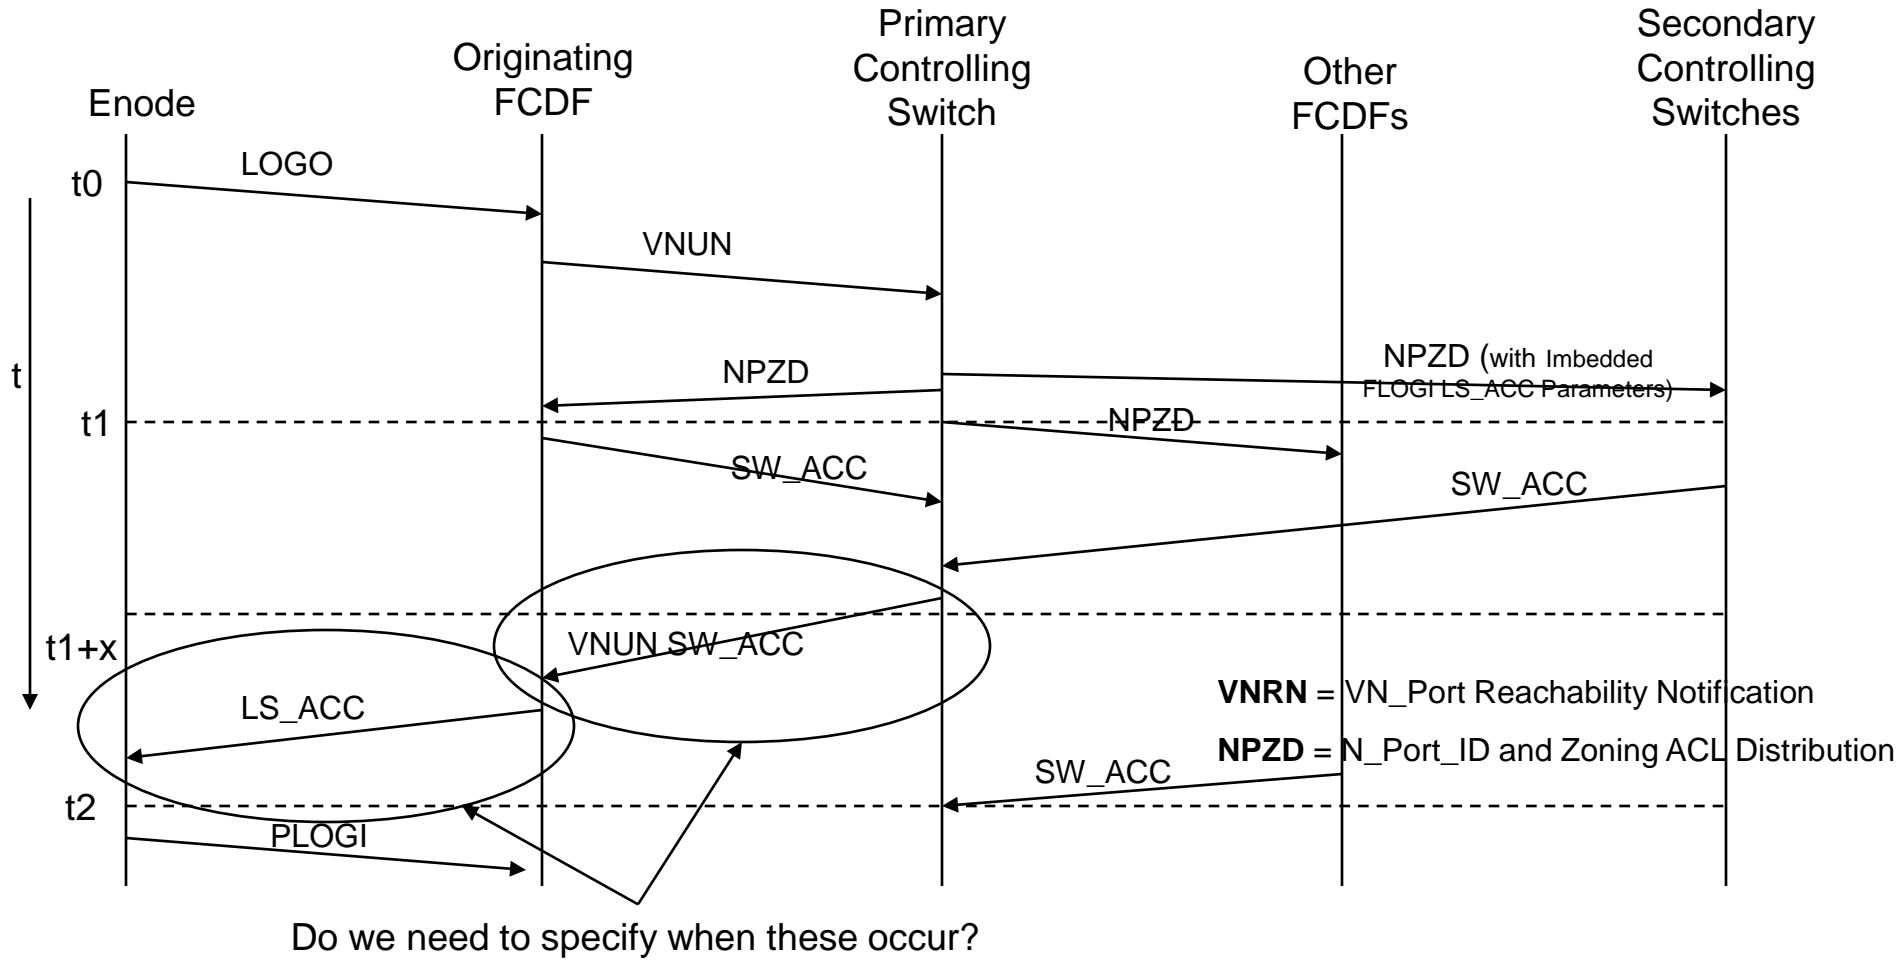 Primary
Controlling
Switch
Secondary
Controlling
Switches
Originating
FCDF
Other
FCDFs
Enode
t0
LOGO
VNUN
t
NPZD
NPZD (with Imbedded
FLOGI LS_ACC Parameters)
t1
NPZD
SW_ACC
SW_ACC
t1+x
VNUN SW_ACC
LS_ACC
VNRN = VN_Port Reachability Notification
NPZD = N_Port_ID and Zoning ACL Distribution
SW_ACC
t2
PLOGI
Do we need to specify when these occur?